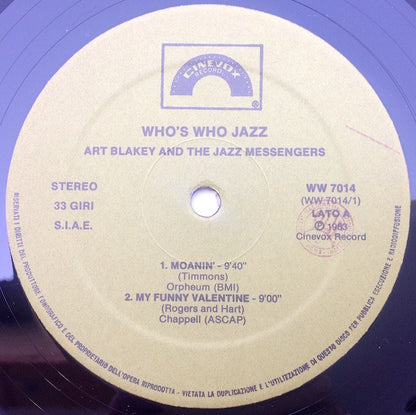 CINEVOX
RECORD
®
WHO'S WHO JAZZ
ART BLAKEY AND THE JAZZ MESSENGERS
STEREO
33 GIRI
S.I.A.E.
WW 7014
(WW 7014/1)
LATO A
Ⓟ 1983
Cinevox Record
1. MOANIN' - 9'40"
(Timmons)
Orpheum (BMI)
2. MY FUNNY VALENTINE - 9'00"
(Rogers and Hart)
Chappell (ASCAP)
RISERVATI I DIRITTI DEL PRODUTTORE FONOGRAFICO E DEL PROPRIETARIO DELL'OPERA RIPRODOTTA - VIETATA LA DUPLICAZIONE E L'UTILIZZAZIONE DI QUESTO DISCO PER PUBBLICA ESECUZIONE E RADIODIFFUSIONE